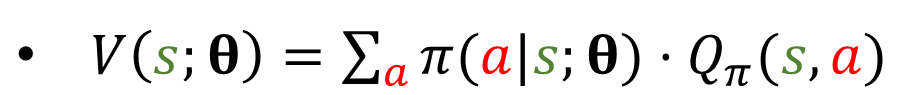 • V(s; θ) = ∑ₐ π(a|s; θ) · Q_π(s, a)